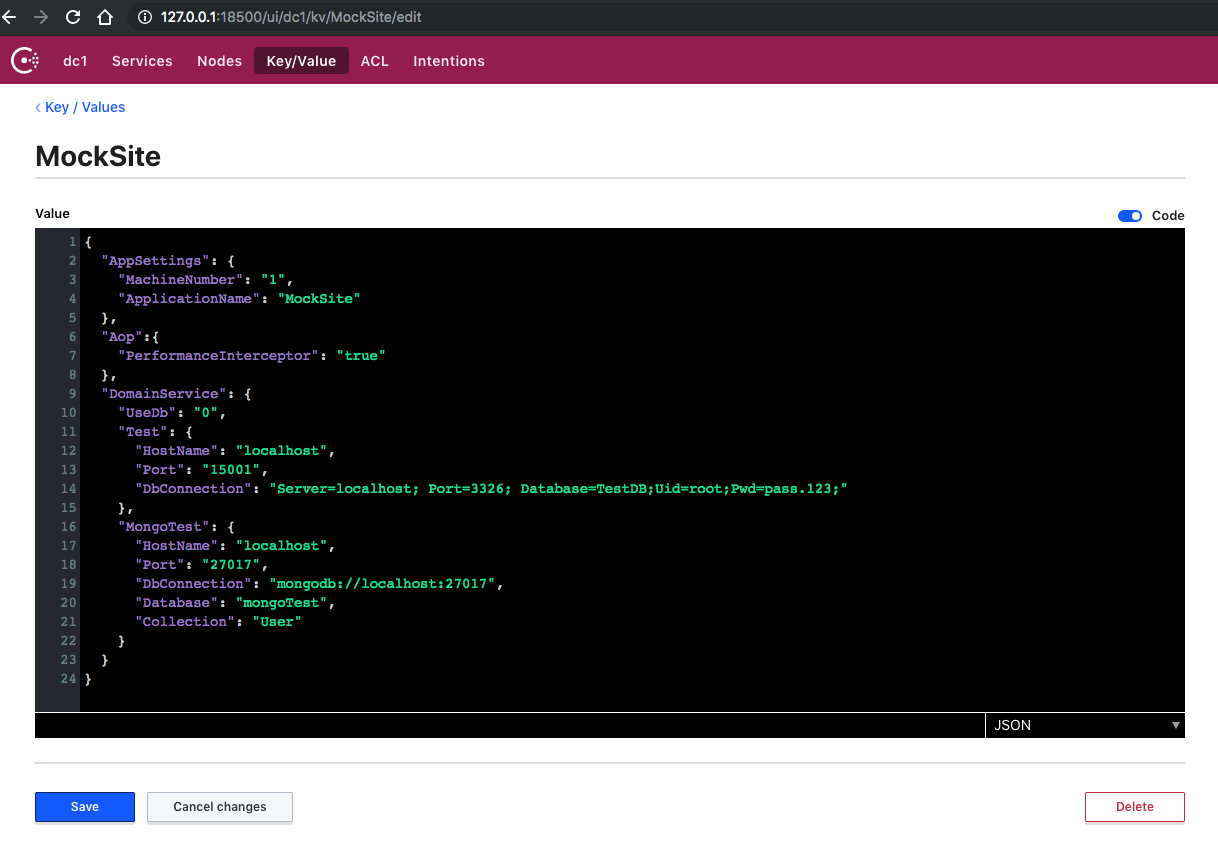 127.0.0.1:18500/ui/dc1/kv/MockSite/edit
dc1 Services Nodes Key/Value ACL Intentions
‹ Key / Values
MockSite
Value Code
1 {
2   "AppSettings": {
3     "MachineNumber": "1",
4     "ApplicationName": "MockSite"
5   },
6   "Aop":{
7     "PerformanceInterceptor": "true"
8   },
9   "DomainService": {
10     "UseDb": "0",
11     "Test": {
12       "HostName": "localhost",
13       "Port": "15001",
14       "DbConnection": "Server=localhost; Port=3326; Database=TestDB;Uid=root;Pwd=pass.123;"
15     },
16     "MongoTest": {
17       "HostName": "localhost",
18       "Port": "27017",
19       "DbConnection": "mongodb://localhost:27017",
20       "Database": "mongoTest",
21       "Collection": "User"
22     }
23   }
24 }
JSON
Save Cancel changes Delete